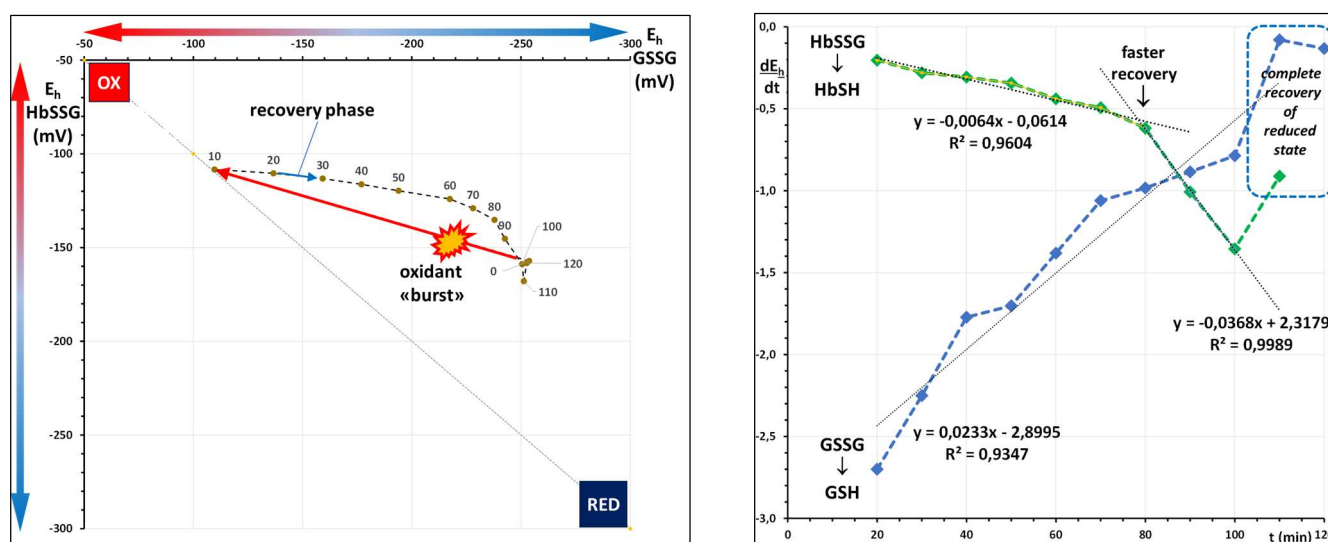 -50 -100 -150 -200 -250 -300
E_h
GSSG
(mV)
-50
-100
-150
-200
-250
-300
E_h
HbSSG
(mV)
OX
recovery phase
10
20
30
40
50
60
70
80
90
100
0
120
110
oxidant
«burst»
RED
0,0
-0,5
-1,0
-1,5
-2,0
-2,5
-3,0
dE_h
dt
HbSSG
↓
HbSH
faster
recovery
↓
complete
recovery
of
reduced
state
y = -0,0064x - 0,0614
R² = 0,9604
y = -0,0368x + 2,3179
R² = 0,9989
y = 0,0233x - 2,8995
R² = 0,9347
GSSG
↓
GSH
0 20 40 60 80 100 120
t (min)